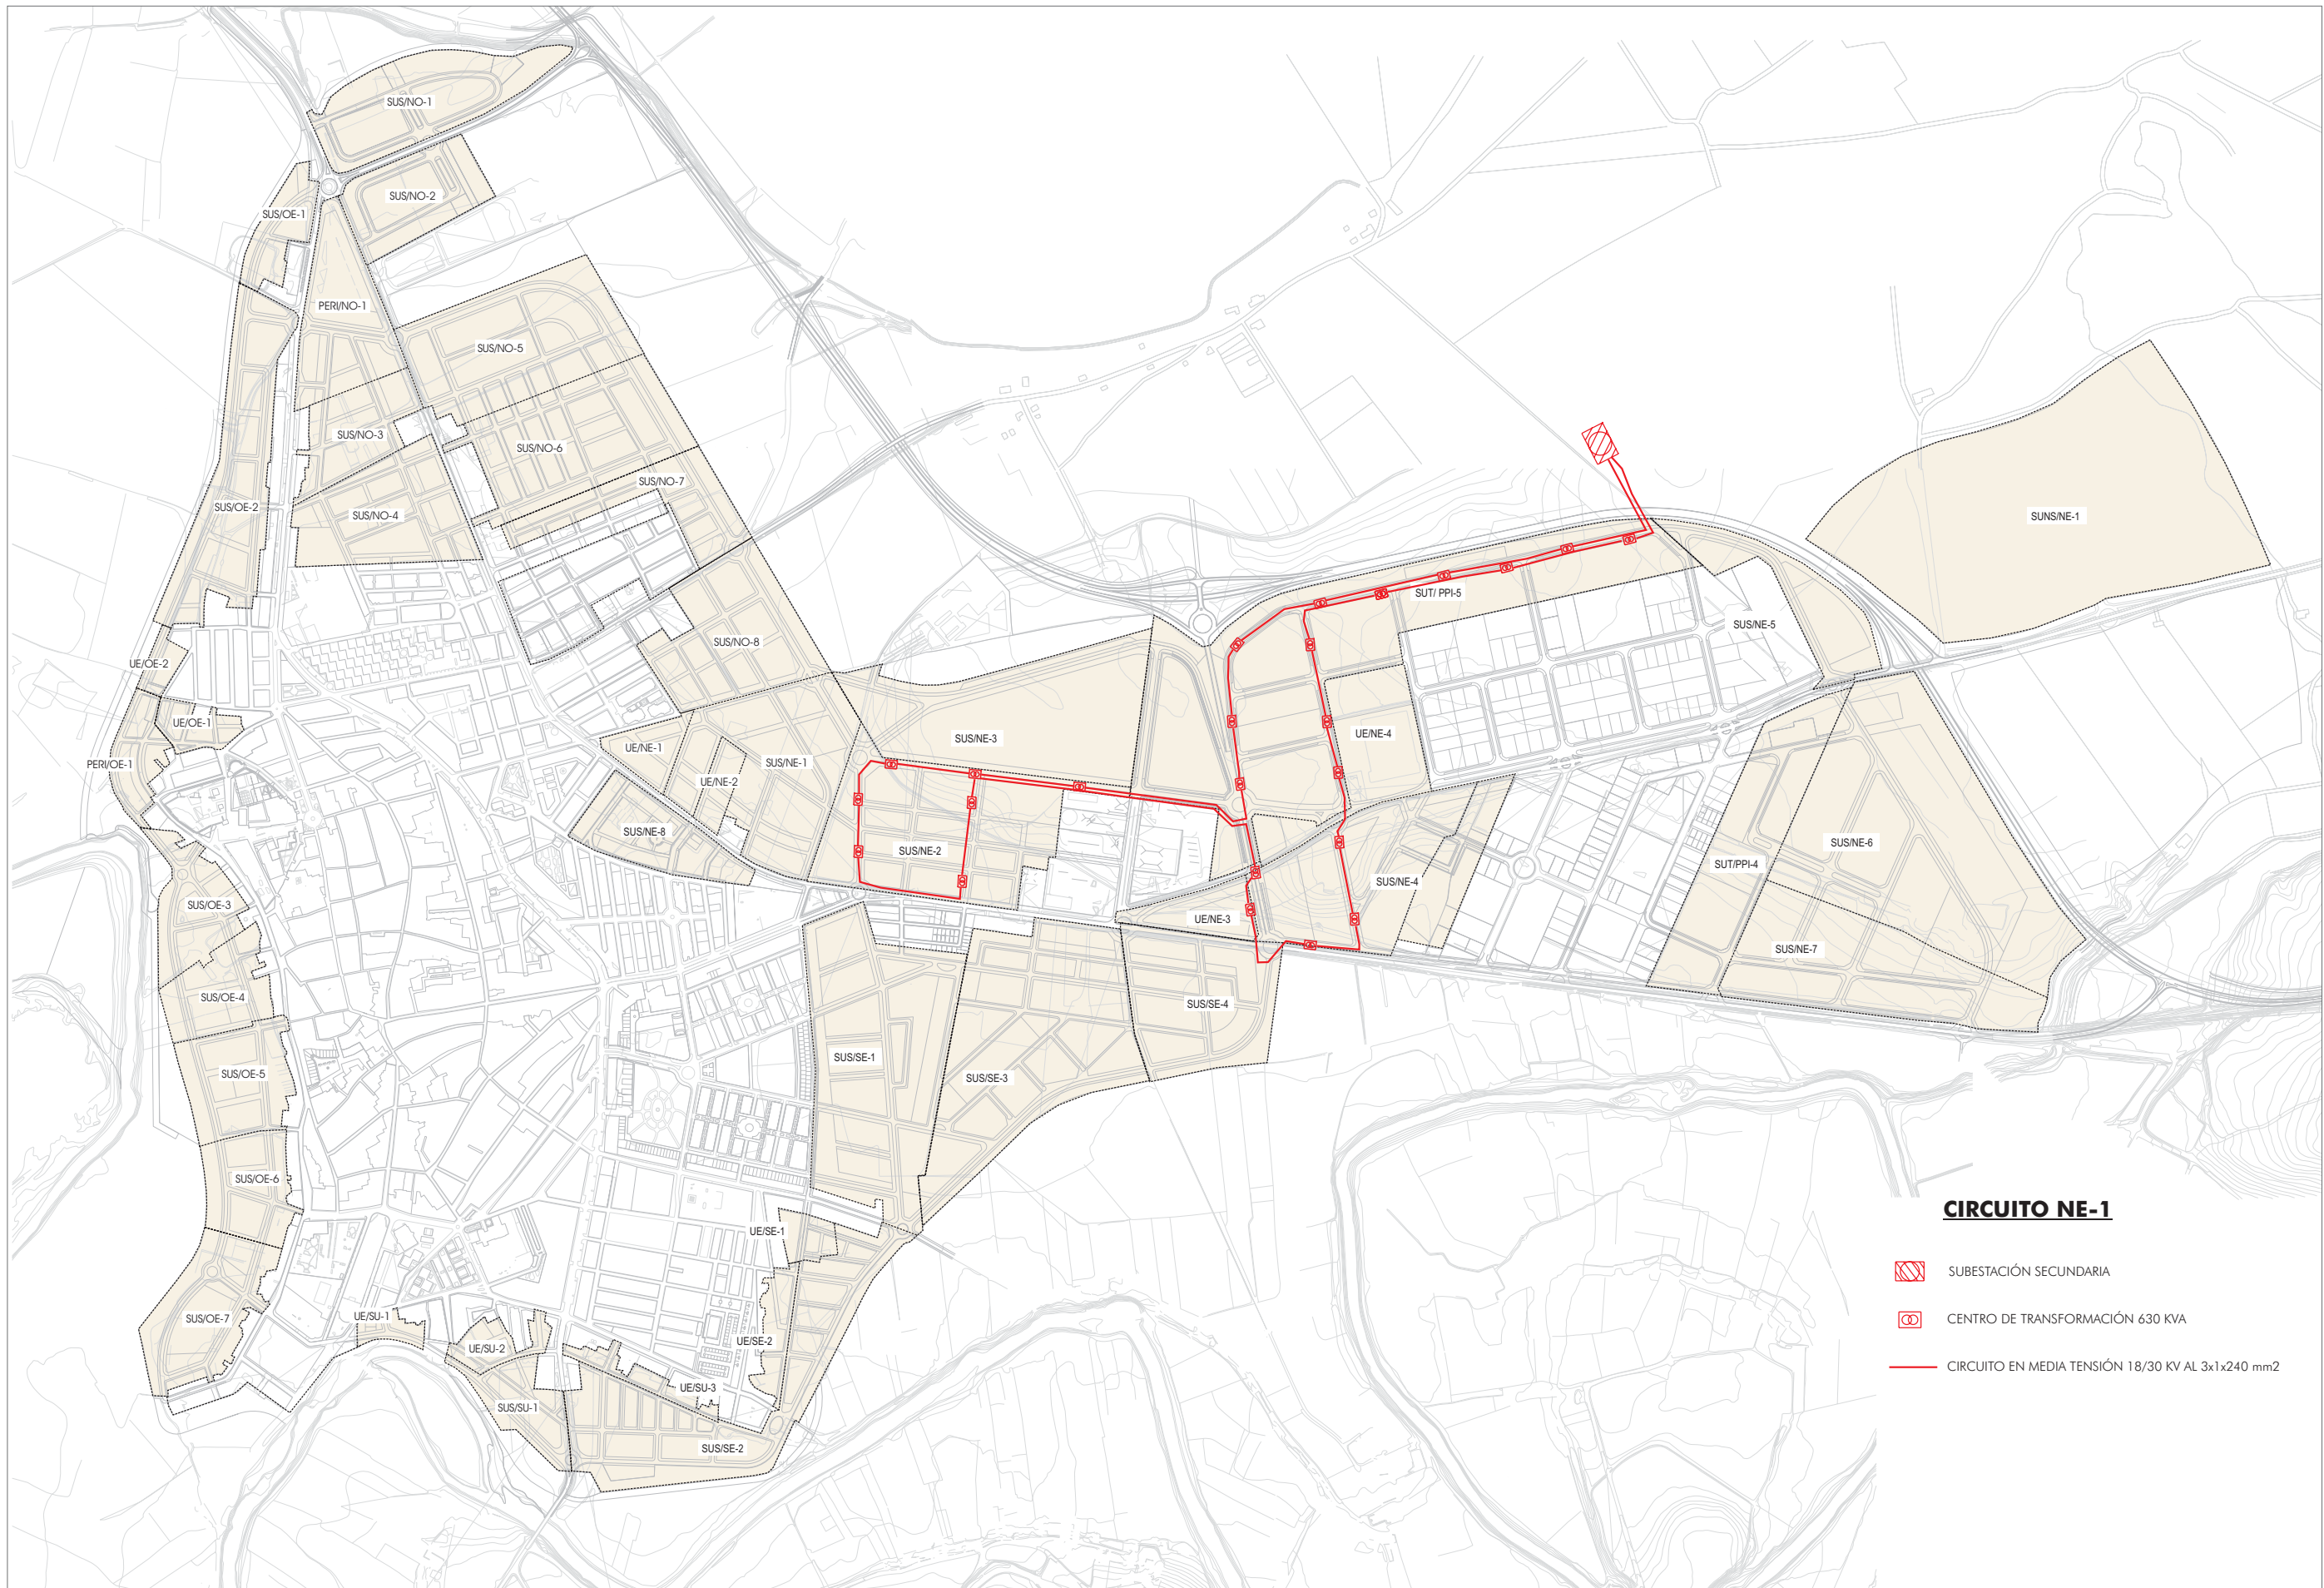 SUS/NO-1
SUS/NO-2
SUS/OE-1
PERI/NO-1
SUS/NO-5
SUS/NO-3
SUS/NO-6
SUS/NO-7
SUS/OE-2
SUS/NO-4
SUNS/NE-1
SUT/ PPI-5
SUS/NE-5
SUS/NO-8
UE/OE-2
UE/OE-1
PERI/OE-1
UE/NE-1
SUS/NE-3
UE/NE-4
SUS/NE-1
UE/NE-2
SUS/NE-8
SUS/NE-2
SUS/NE-6
SUT/PPI-4
SUS/NE-4
SUS/OE-3
UE/NE-3
SUS/NE-7
SUS/OE-4
SUS/SE-4
SUS/SE-1
SUS/OE-5
SUS/SE-3
SUS/OE-6
UE/SE-1
SUS/OE-7
UE/SU-1
UE/SU-2
UE/SE-2
UE/SU-3
SUS/SU-1
SUS/SE-2
CIRCUITO NE-1
SUBESTACIÓN SECUNDARIA
CENTRO DE TRANSFORMACIÓN 630 KVA
CIRCUITO EN MEDIA TENSIÓN 18/30 KV AL 3x1x240 mm2